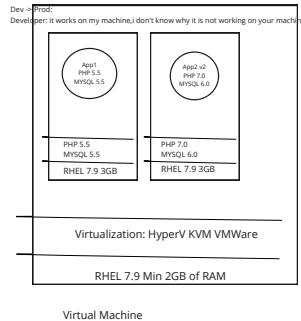 Dev -> Prod:
Developer: it works on my machine,i don't know why it is not working on your machin
App1
PHP 5.5
MYSQL 5.5
App2 v2
PHP 7.0
MYSQL 6.0
PHP 5.5
MYSQL 5.5
RHEL 7.9 3GB
PHP 7.0
MYSQL 6.0
RHEL 7.9 3GB
Virtualization: HyperV KVM VMWare
RHEL 7.9 Min 2GB of RAM
Virtual Machine